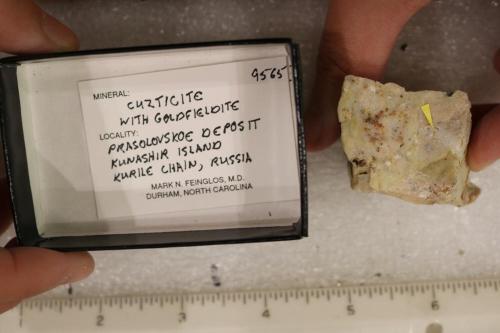 9565
MINERAL:
CUZTICITE
WITH GOLDFIELDITE
LOCALITY:
PRASOLOVSKOE DEPOSIT
KUNASHIR ISLAND
KURILE CHAIN, RUSSIA
MARK N. FEINGLOS, M.D.
DURHAM, NORTH CAROLINA
2 3 4 5 6